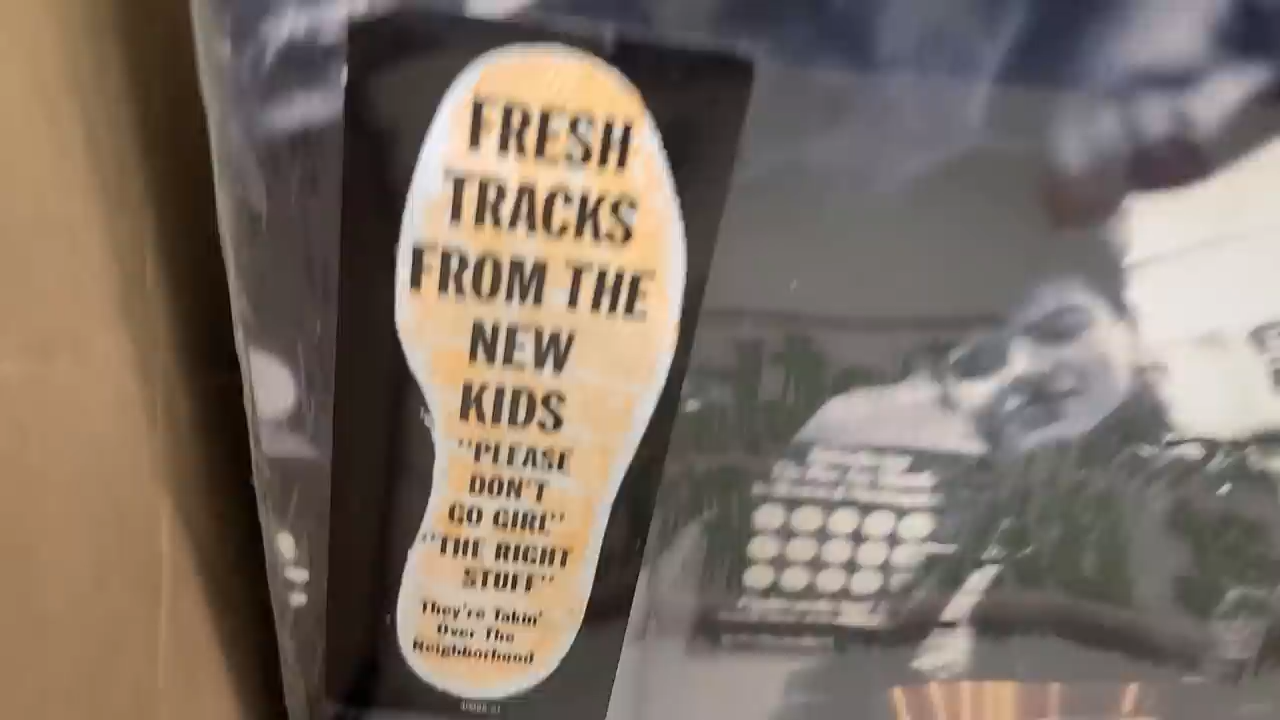 FRESH
TRACKS
FROM THE
NEW
KIDS
"PLEASE
DON'T
GO GIRL"
"THE RIGHT
STUFF"
They're Takin'
Over The
Neighborhood